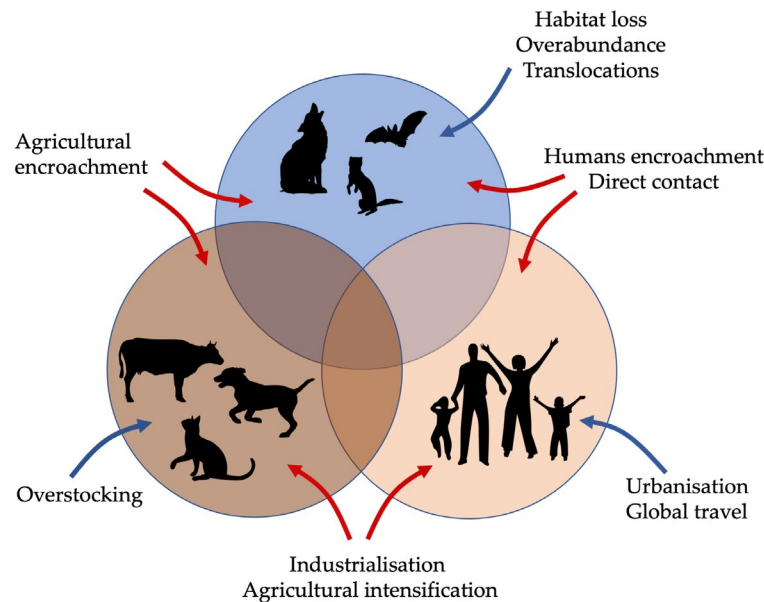 Habitat loss
Overabundance
Translocations
Agricultural
encroachment
Humans encroachment
Direct contact
Overstocking
Urbanisation
Global travel
Industrialisation
Agricultural intensification